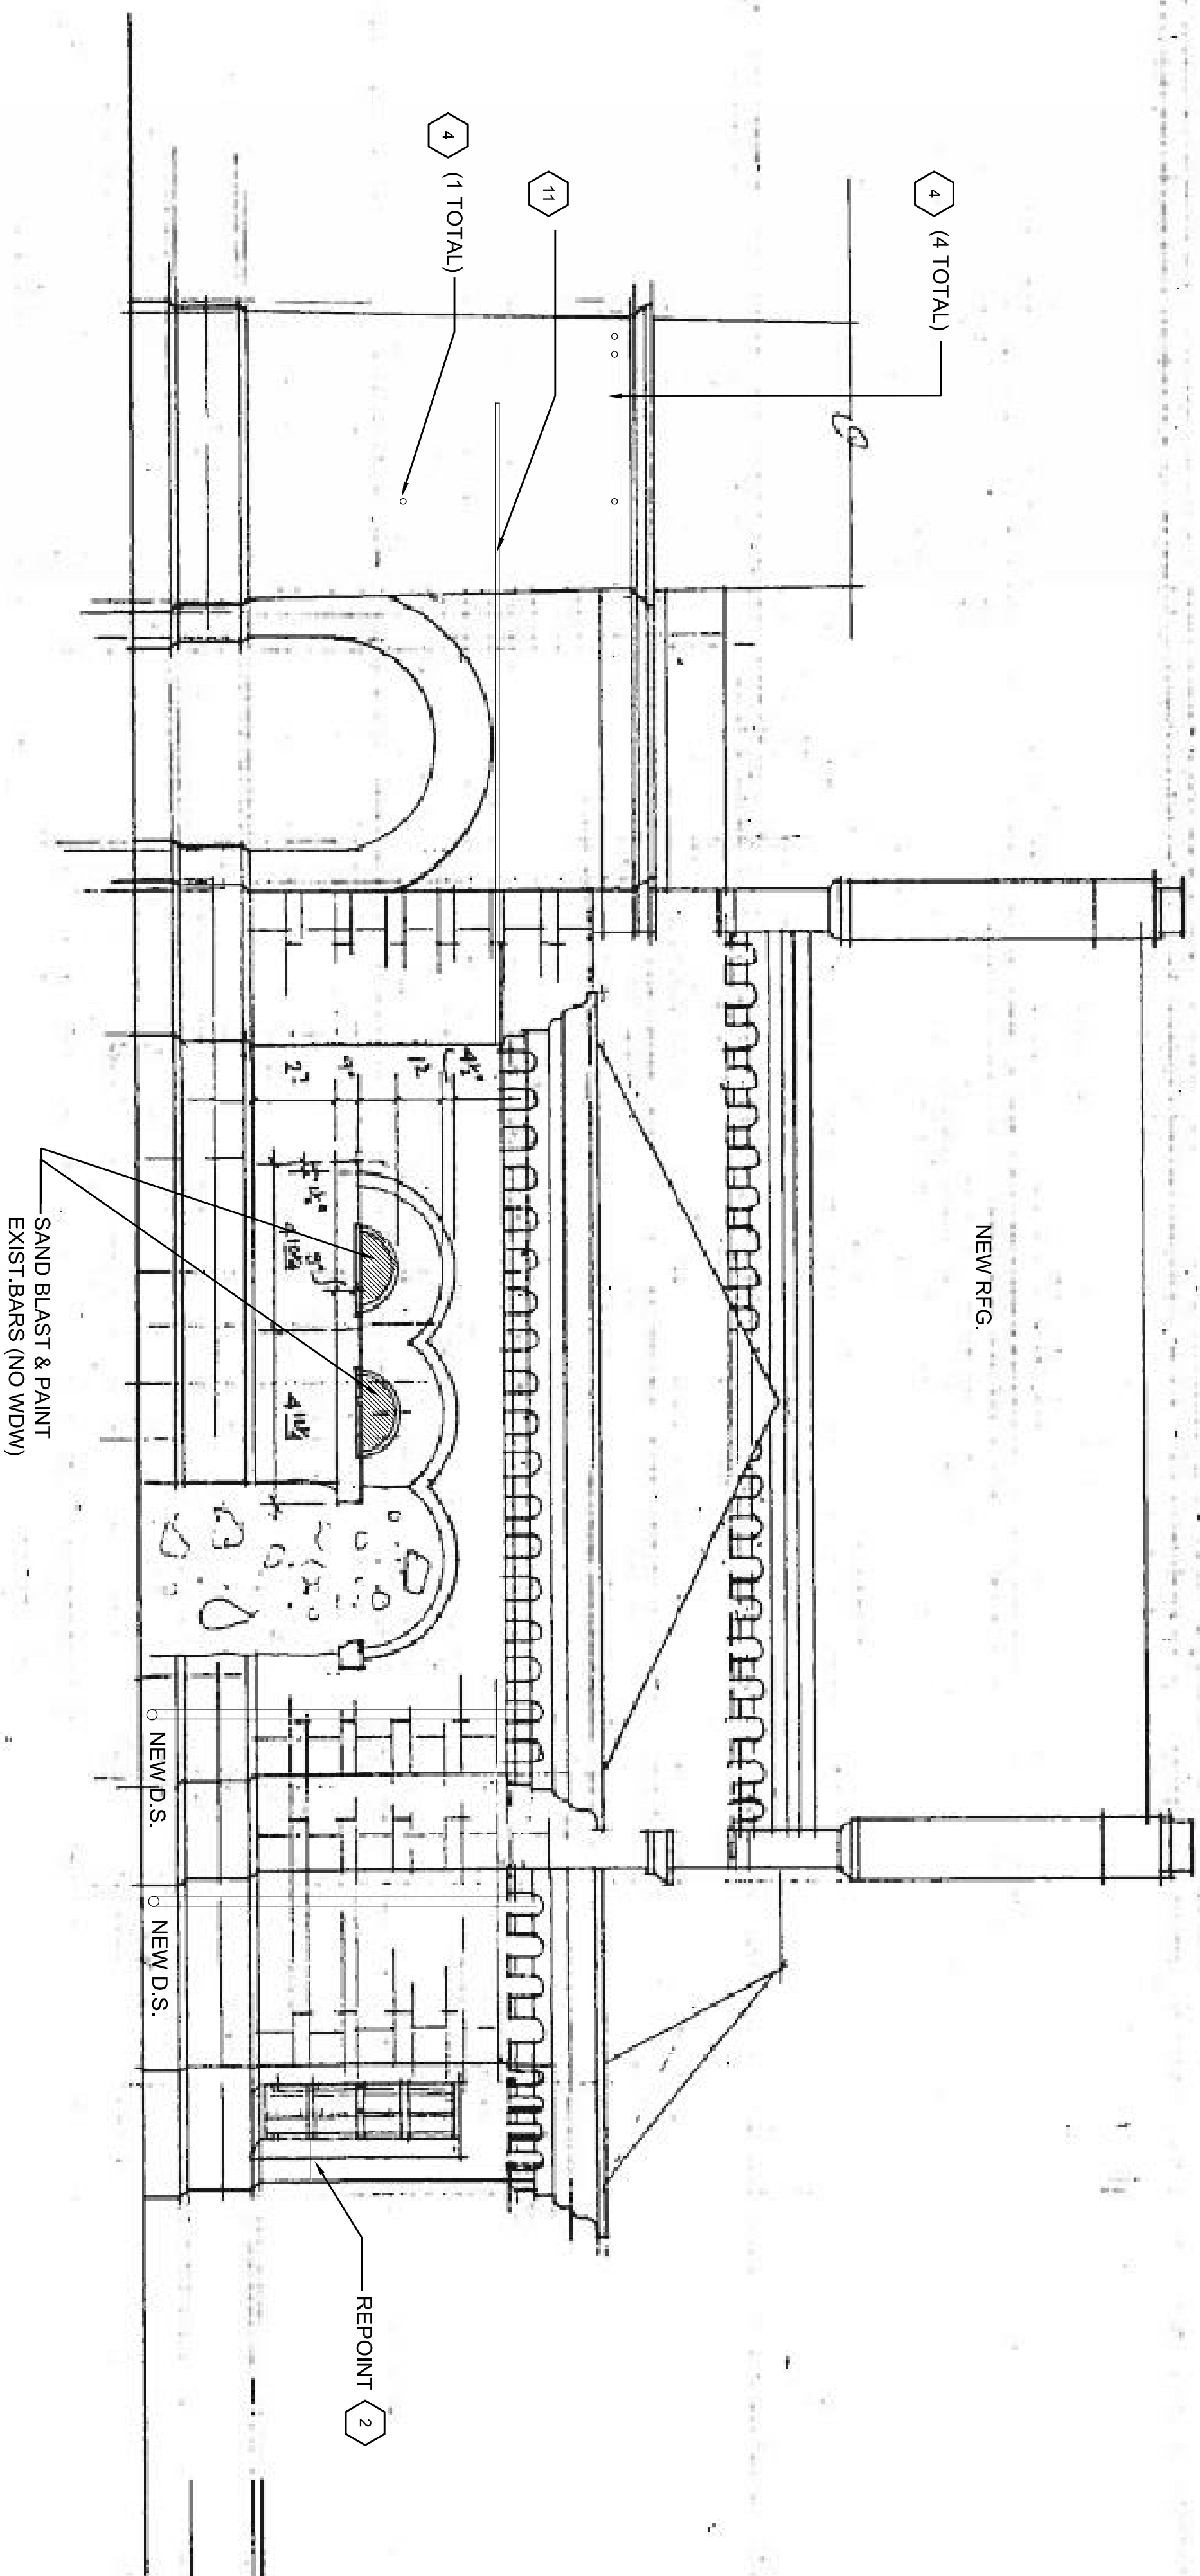 4 (4 TOTAL)
11
4 (1 TOTAL)
NEW RFG.
SAND BLAST & PAINT
EXIST.BARS (NO WDW)
NEW D.S.
NEW D.S.
REPOINT 2